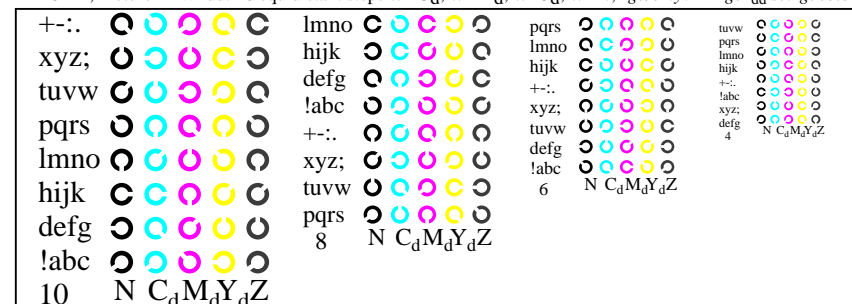 +-:.
xyz;
tuvw
pqrs
lmno
hijk
defg
!abc
10 N CdMdYdZ
lmno
hijk
defg
!abc
+-:.
xyz;
tuvw
pqrs
8 N CdMdYdZ
pqrs
lmno
hijk
+-:.
xyz;
tuvw
defg
!abc
6 N CdMdYdZ
tuvw
pqrs
lmno
hijk
+-:.
!abc
xyz;
defg
4 N CdMdYdZ